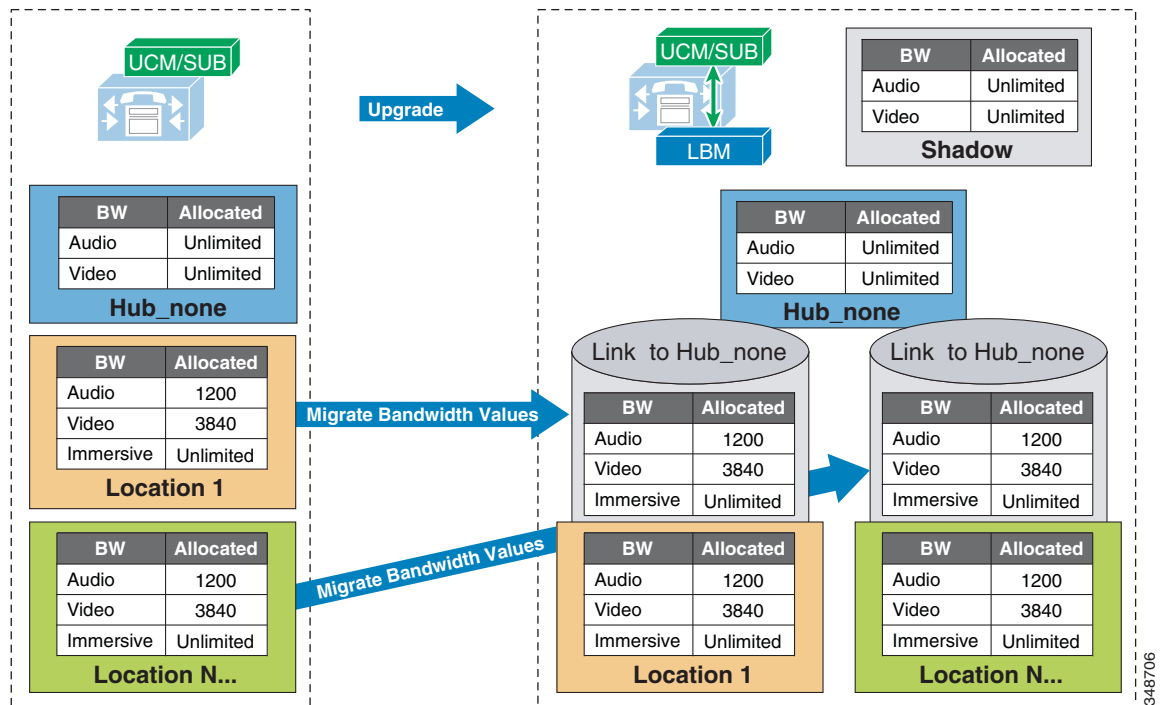 UCM/SUB
BW Allocated
Audio Unlimited
Video Unlimited
Hub_none
BW Allocated
Audio 1200
Video 3840
Immersive Unlimited
Location 1
BW Allocated
Audio 1200
Video 3840
Immersive Unlimited
Location N...
Upgrade
Migrate Bandwidth Values
Migrate Bandwidth Values
UCM/SUB
LBM
BW Allocated
Audio Unlimited
Video Unlimited
Shadow
BW Allocated
Audio Unlimited
Video Unlimited
Hub_none
Link to Hub_none
BW Allocated
Audio 1200
Video 3840
Immersive Unlimited
BW Allocated
Audio 1200
Video 3840
Immersive Unlimited
Location 1
Link to Hub_none
BW Allocated
Audio 1200
Video 3840
Immersive Unlimited
BW Allocated
Audio 1200
Video 3840
Immersive Unlimited
Location N...
348706